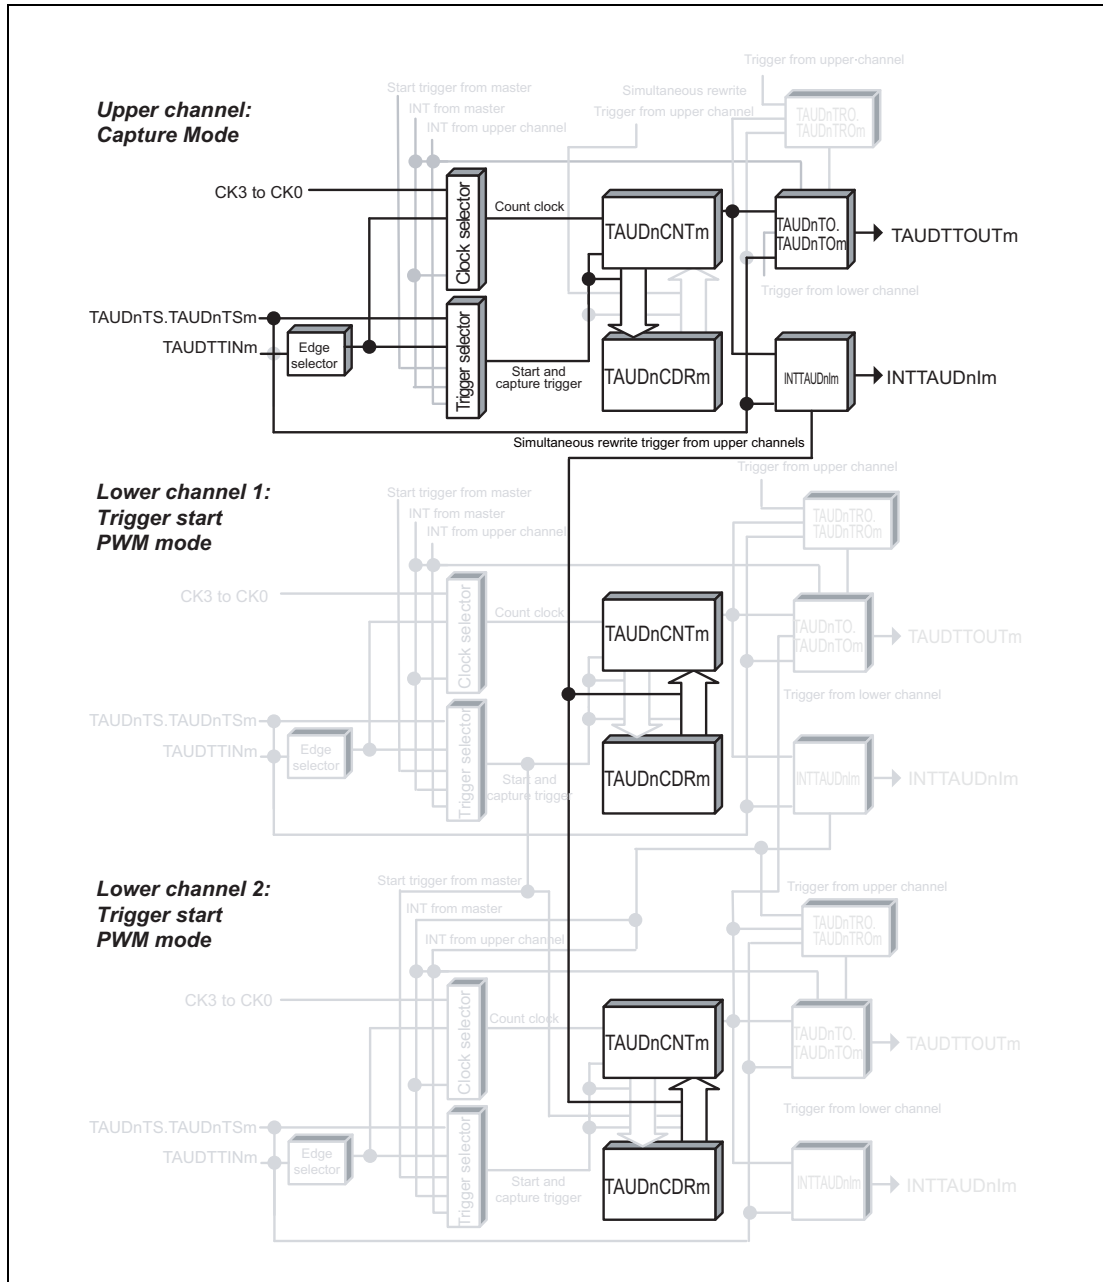 Trigger from upper-channel
Start trigger from master
Simultaneous rewrite
Upper channel:
Capture Mode
INT from master
Trigger from upper channel
INT from upper channel
TAUDnTRO.
TAUDnTROm
CK3 to CK0
Clock selector
Count clock
TAUDnCNTm
TAUDnTO.
TAUDnTOm
TAUDTTOUTm
Trigger from lower channel
TAUDnTS.TAUDnTSm
TAUDTTINm
Edge
selector
Trigger selector
Start and
capture trigger
TAUDnCDRm
INTTAUDnIm
INTTAUDnIm
Simultaneous rewrite trigger from upper channels
Trigger from upper channel
Lower channel 1:
Trigger start
PWM mode
Start trigger from master
INT from master
INT from upper channel
TAUDnTRO.
TAUDnTROm
CK3 to CK0
Clock selector
Count clock
TAUDnCNTm
TAUDnTO.
TAUDnTOm
TAUDTTOUTm
Trigger from lower channel
TAUDnTS.TAUDnTSm
TAUDTTINm
Edge
selector
Trigger selector
Start and
capture trigger
TAUDnCDRm
INTTAUDnIm
INTTAUDnIm
Lower channel 2:
Trigger start
PWM mode
Start trigger from master
Trigger from upper channel
INT from master
INT from upper channel
TAUDnTRO.
TAUDnTROm
CK3 to CK0
Clock selector
Count clock
TAUDnCNTm
TAUDnTO.
TAUDnTOm
TAUDTTOUTm
Trigger from lower channel
TAUDnTS.TAUDnTSm
TAUDTTINm
Edge
selector
Trigger selector
Start and
capture trigger
TAUDnCDRm
INTTAUDnIm
INTTAUDnIm